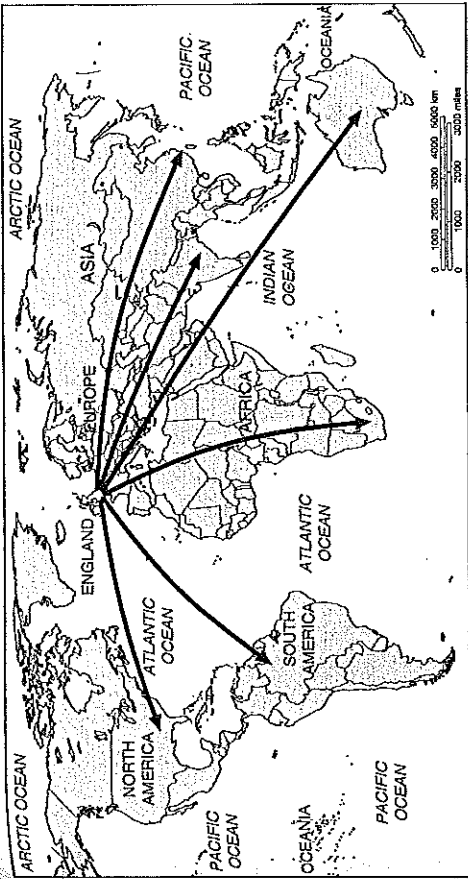 ARCTIC OCEAN
ARCTIC OCEAN
NORTH
AMERICA
ATLANTIC
OCEAN
ENGLAND
EUROPE
ASIA
PACIFIC
OCEAN
PACIFIC
OCEAN
OCEANIA
PACIFIC
OCEAN
SOUTH
AMERICA
ATLANTIC
OCEAN
AFRICA
INDIAN
OCEAN
OCEANIA
0 1000 2000 3000 4000 5000 km
0 1000 2000 3000 miles